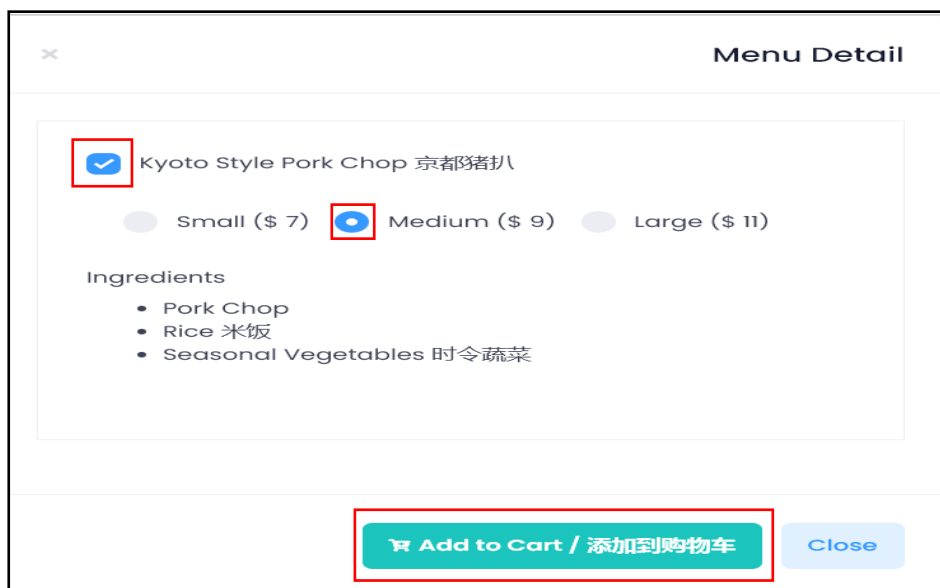 Menu Detail
Kyoto Style Pork Chop 京都猪扒
Small ($ 7) Medium ($ 9) Large ($ 11)
Ingredients
Pork Chop
Rice 米饭
Seasonal Vegetables 时令蔬菜
Add to Cart / 添加到购物车 Close